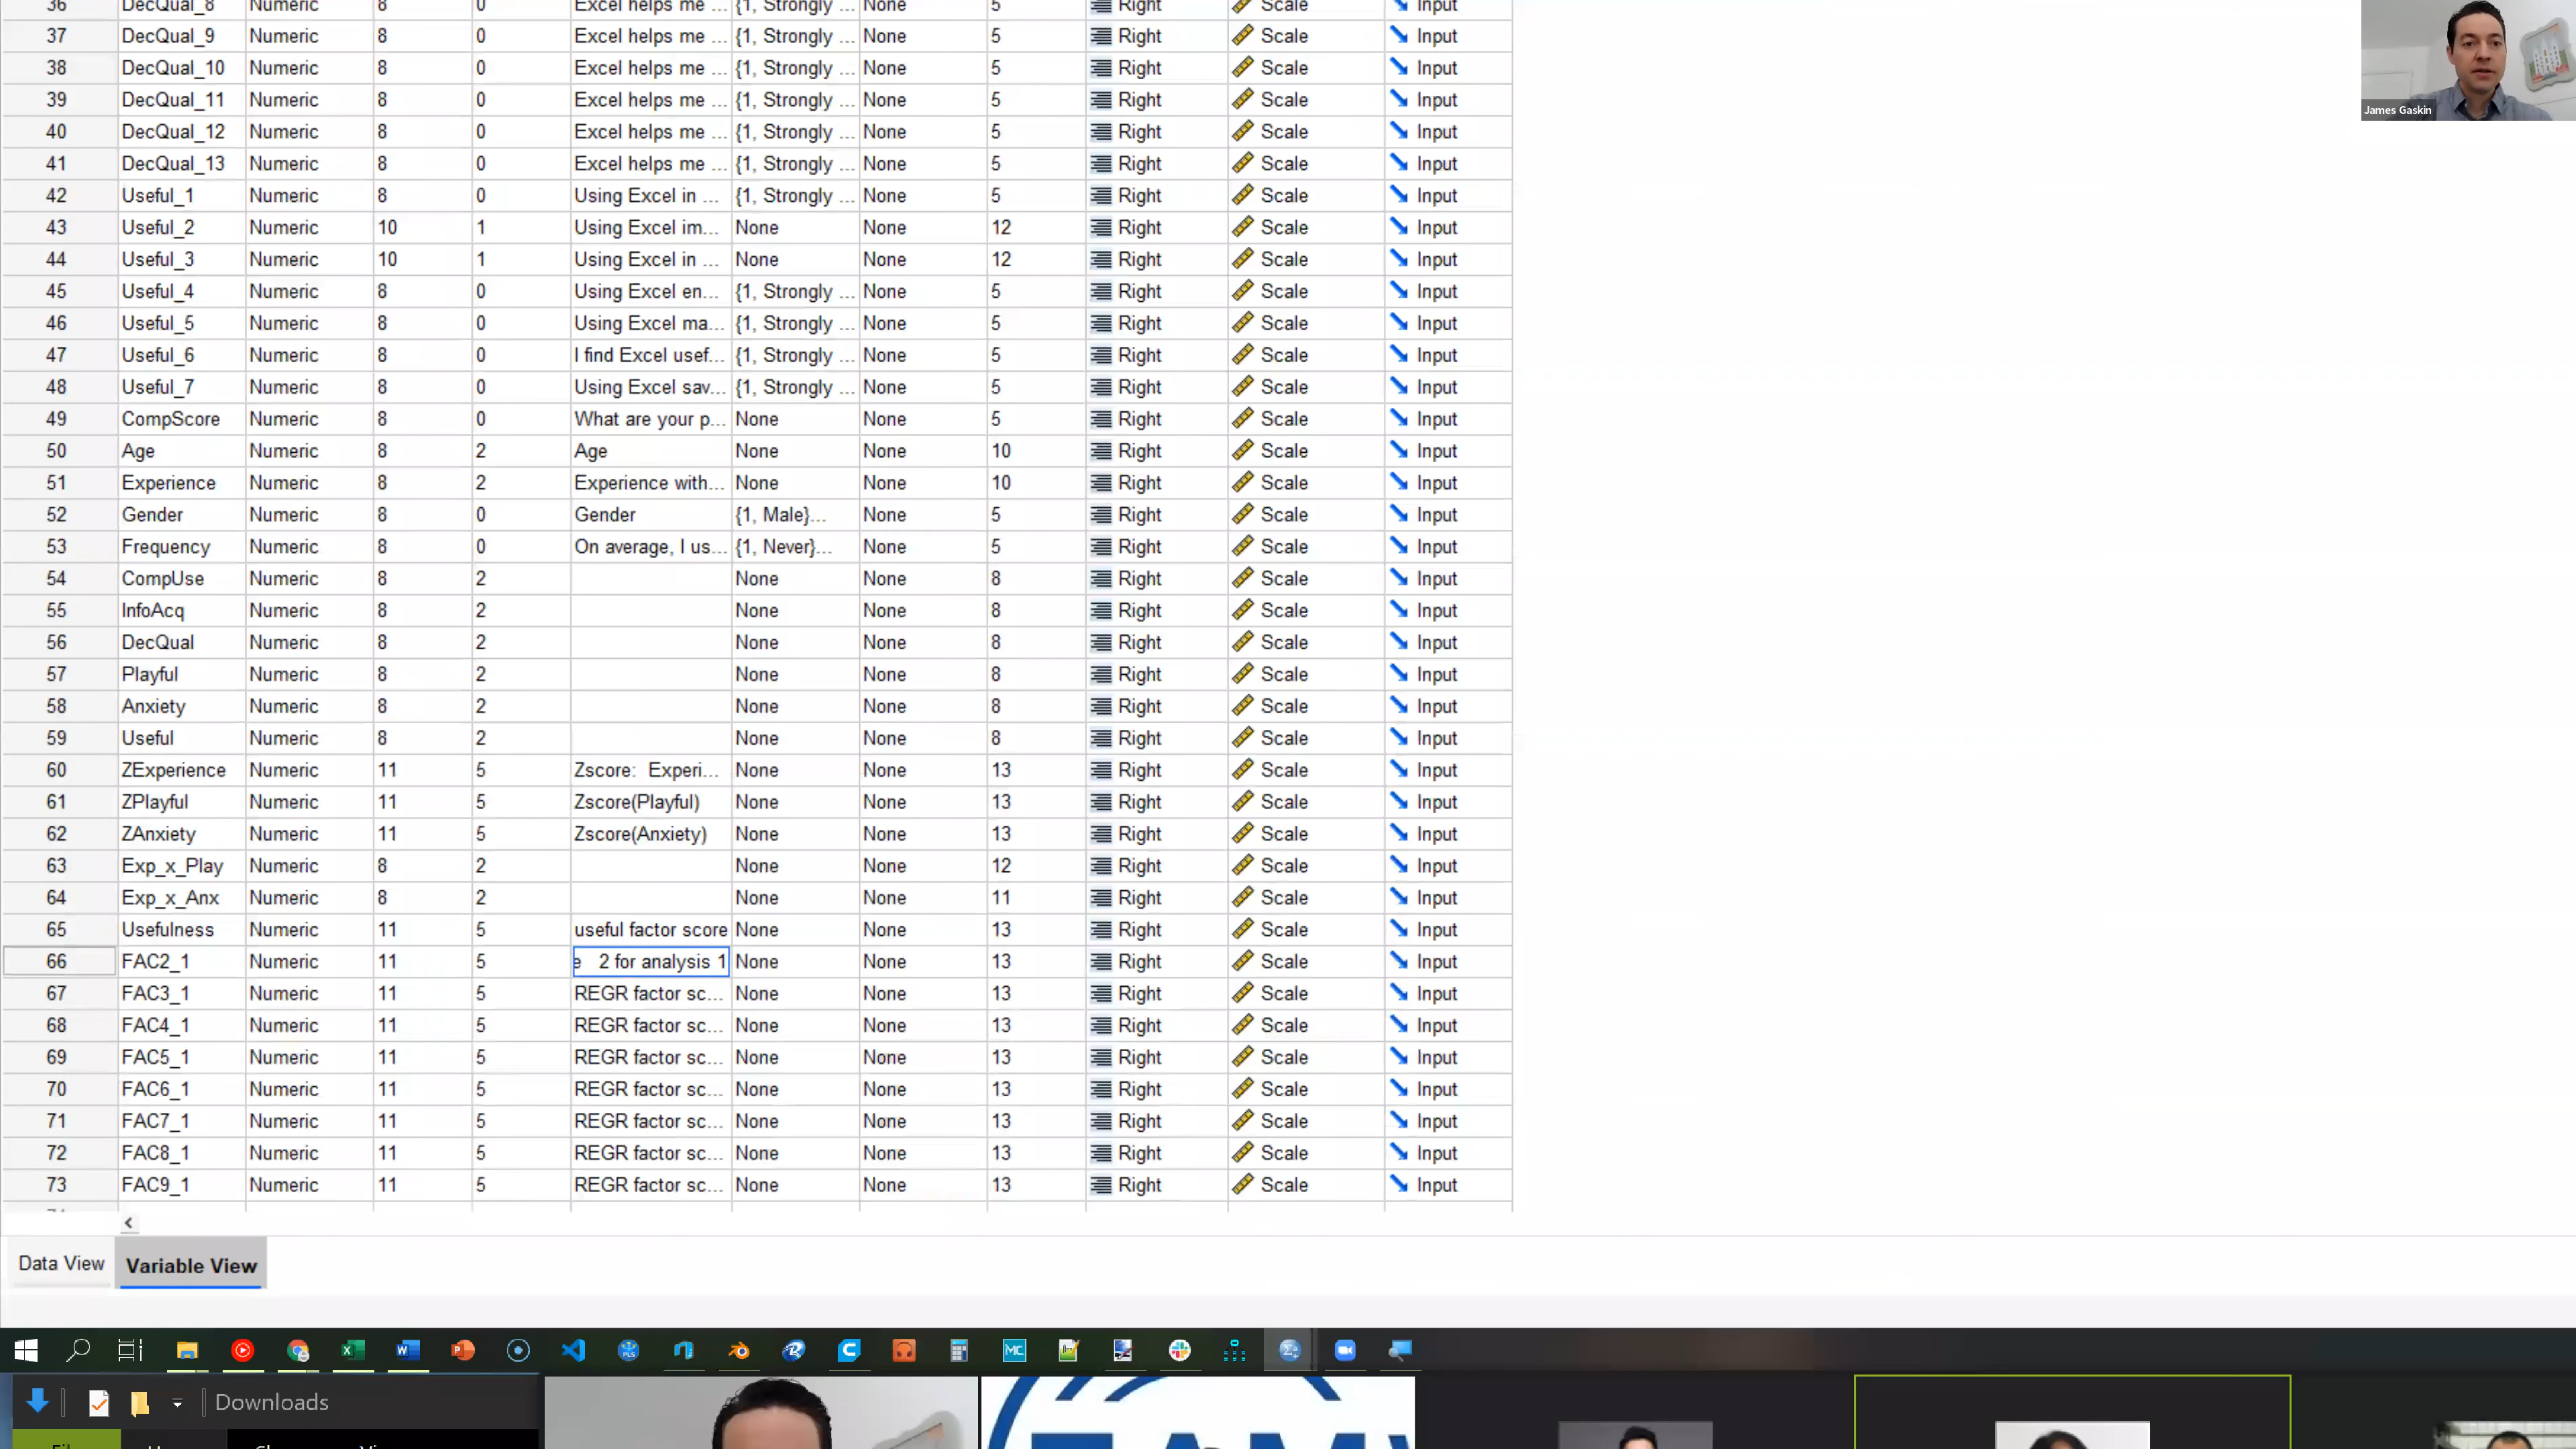 36 DecQual_8 Numeric 8 0 Excel helps me ... {1, Strongly ... None 5 Right Scale Input
37 DecQual_9 Numeric 8 0 Excel helps me ... {1, Strongly ... None 5 Right Scale Input
38 DecQual_10 Numeric 8 0 Excel helps me ... {1, Strongly ... None 5 Right Scale Input
39 DecQual_11 Numeric 8 0 Excel helps me ... {1, Strongly ... None 5 Right Scale Input
40 DecQual_12 Numeric 8 0 Excel helps me ... {1, Strongly ... None 5 Right Scale Input
41 DecQual_13 Numeric 8 0 Excel helps me ... {1, Strongly ... None 5 Right Scale Input
42 Useful_1 Numeric 8 0 Using Excel in ... {1, Strongly ... None 5 Right Scale Input
43 Useful_2 Numeric 10 1 Using Excel im... None None 12 Right Scale Input
44 Useful_3 Numeric 10 1 Using Excel in ... None None 12 Right Scale Input
45 Useful_4 Numeric 8 0 Using Excel en... {1, Strongly ... None 5 Right Scale Input
46 Useful_5 Numeric 8 0 Using Excel ma... {1, Strongly ... None 5 Right Scale Input
47 Useful_6 Numeric 8 0 I find Excel usef... {1, Strongly ... None 5 Right Scale Input
48 Useful_7 Numeric 8 0 Using Excel sav... {1, Strongly ... None 5 Right Scale Input
49 CompScore Numeric 8 0 What are your p... None None 5 Right Scale Input
50 Age Numeric 8 2 Age None None 10 Right Scale Input
51 Experience Numeric 8 2 Experience with... None None 10 Right Scale Input
52 Gender Numeric 8 0 Gender {1, Male}... None 5 Right Scale Input
53 Frequency Numeric 8 0 On average, I us... {1, Never}... None 5 Right Scale Input
54 CompUse Numeric 8 2 None None 8 Right Scale Input
55 InfoAcq Numeric 8 2 None None 8 Right Scale Input
56 DecQual Numeric 8 2 None None 8 Right Scale Input
57 Playful Numeric 8 2 None None 8 Right Scale Input
58 Anxiety Numeric 8 2 None None 8 Right Scale Input
59 Useful Numeric 8 2 None None 8 Right Scale Input
60 ZExperience Numeric 11 5 Zscore: Experi... None None 13 Right Scale Input
61 ZPlayful Numeric 11 5 Zscore(Playful) None None 13 Right Scale Input
62 ZAnxiety Numeric 11 5 Zscore(Anxiety) None None 13 Right Scale Input
63 Exp_x_Play Numeric 8 2 None None 12 Right Scale Input
64 Exp_x_Anx Numeric 8 2 None None 11 Right Scale Input
65 Usefulness Numeric 11 5 useful factor score None None 13 Right Scale Input
66 FAC2_1 Numeric 11 5 e 2 for analysis 1 None None 13 Right Scale Input
67 FAC3_1 Numeric 11 5 REGR factor sc... None None 13 Right Scale Input
68 FAC4_1 Numeric 11 5 REGR factor sc... None None 13 Right Scale Input
69 FAC5_1 Numeric 11 5 REGR factor sc... None None 13 Right Scale Input
70 FAC6_1 Numeric 11 5 REGR factor sc... None None 13 Right Scale Input
71 FAC7_1 Numeric 11 5 REGR factor sc... None None 13 Right Scale Input
72 FAC8_1 Numeric 11 5 REGR factor sc... None None 13 Right Scale Input
73 FAC9_1 Numeric 11 5 REGR factor sc... None None 13 Right Scale Input
James Gaskin
Data View Variable View
MC
PLS
Downloads